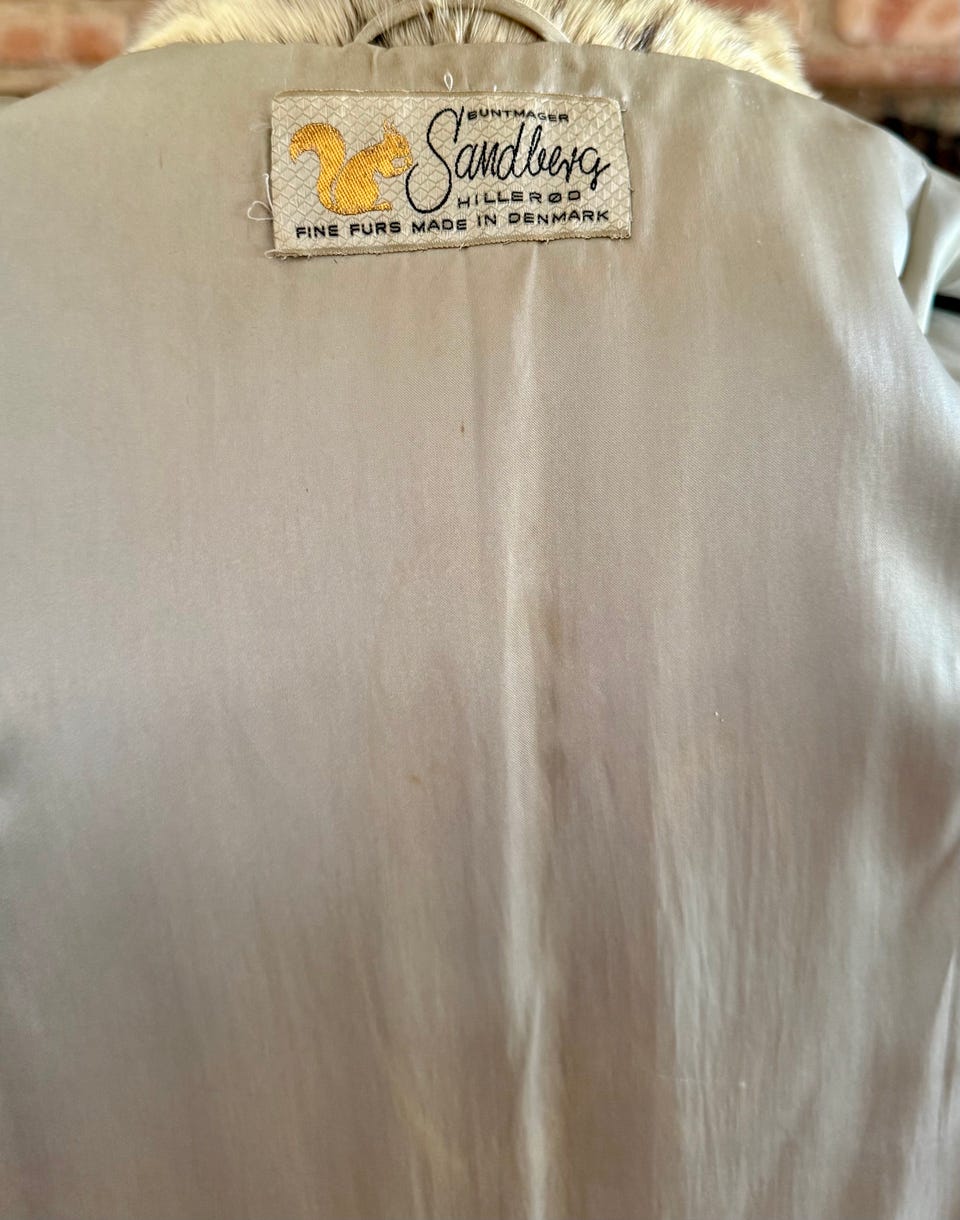 BUNTMAGER
Sandberg
HILLERØD
FINE FURS MADE IN DENMARK